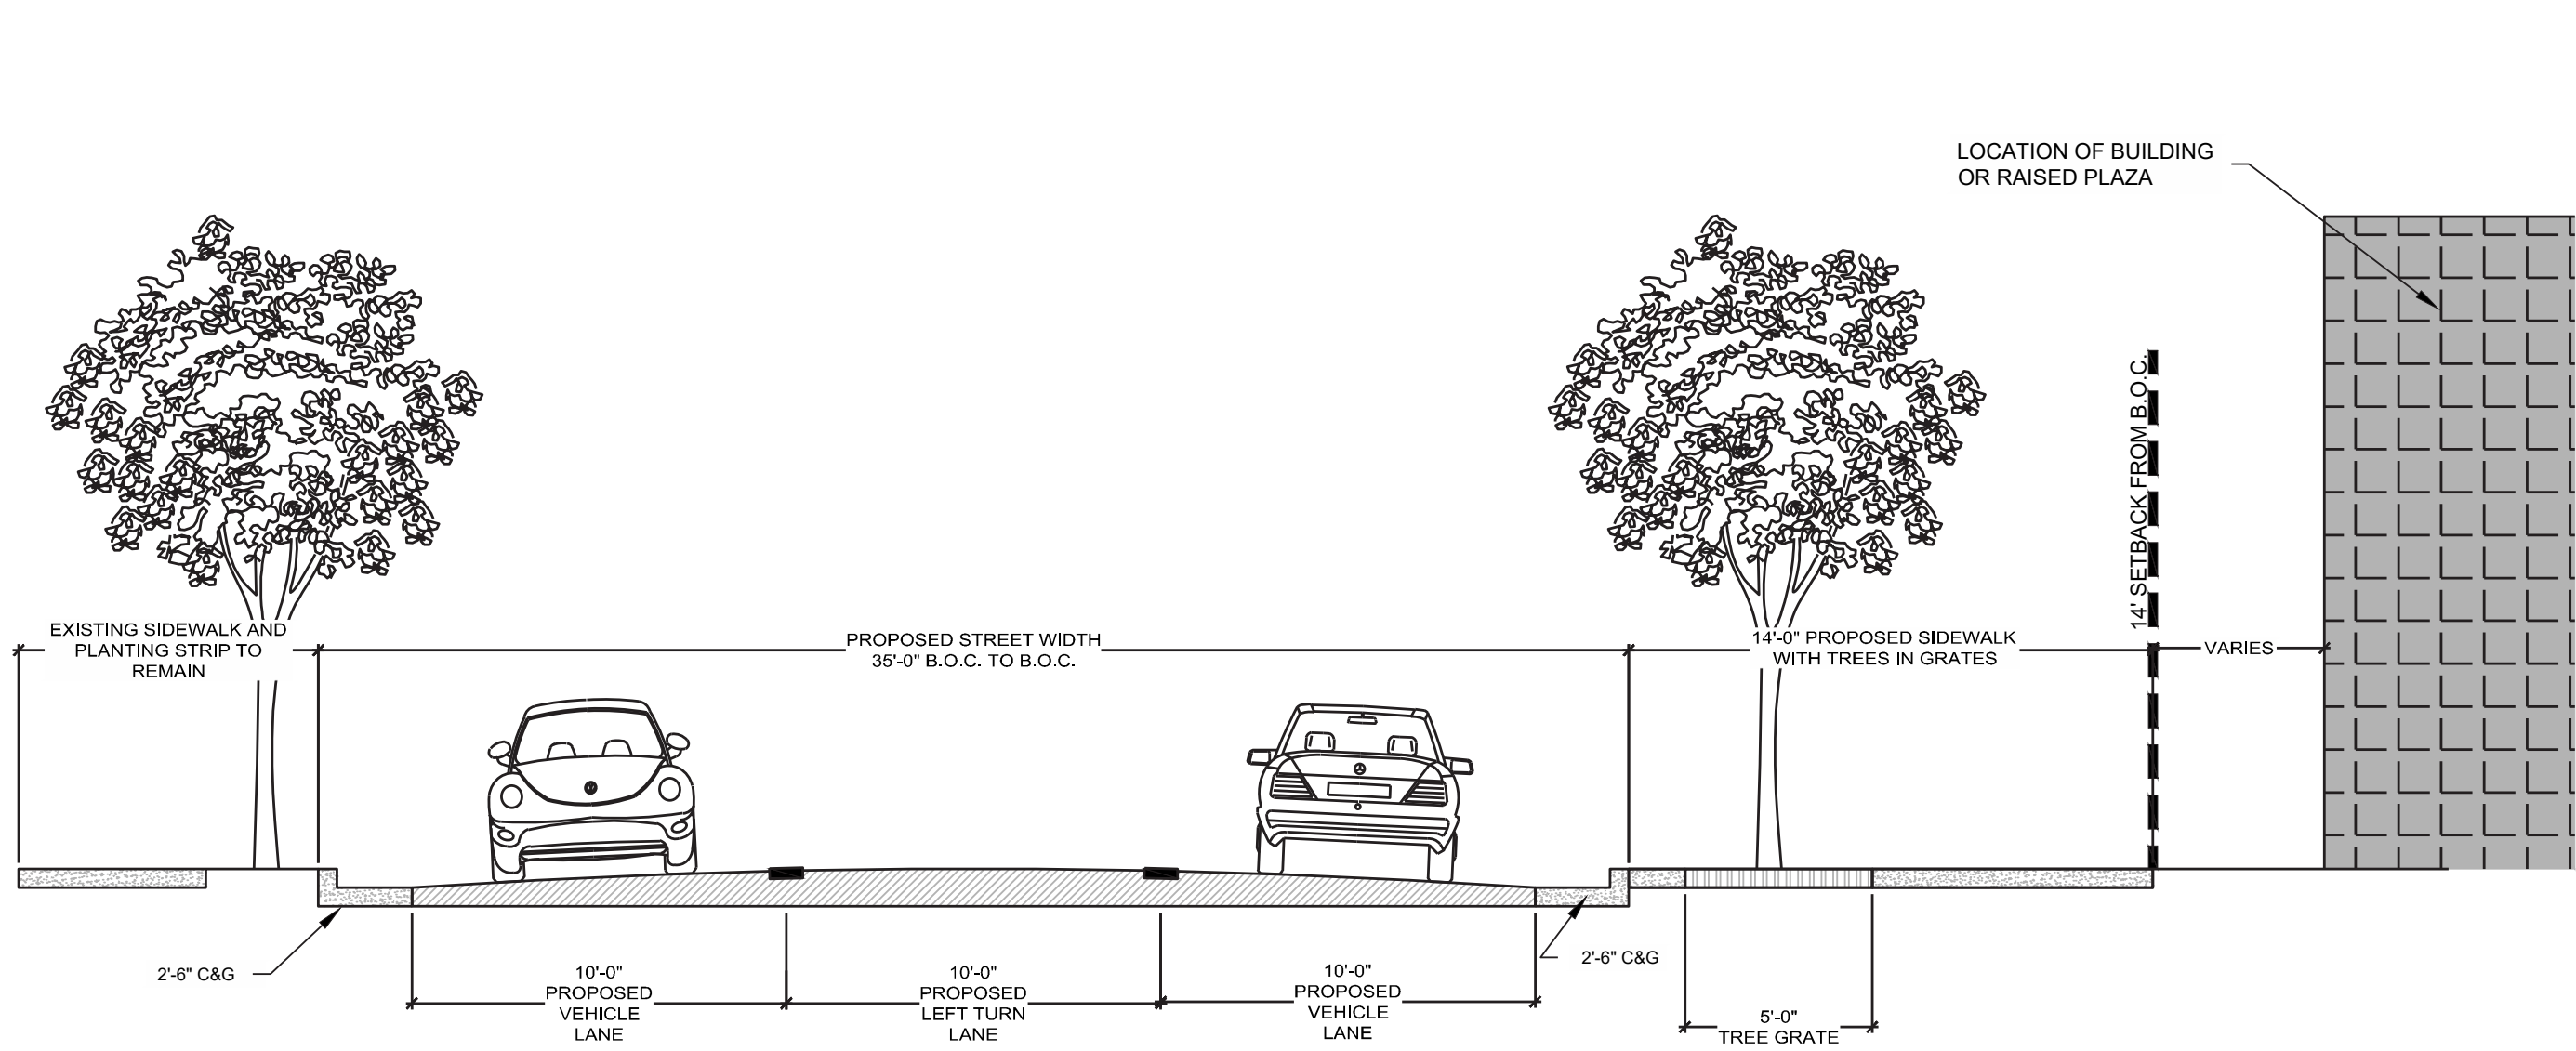 LOCATION OF BUILDING
OR RAISED PLAZA
14' SETBACK FROM B.O.C.
EXISTING SIDEWALK AND
PLANTING STRIP TO
REMAIN
PROPOSED STREET WIDTH
35'-0" B.O.C. TO B.O.C.
14'-0" PROPOSED SIDEWALK
WITH TREES IN GRATES
VARIES
2'-6" C&G
10'-0"
PROPOSED
VEHICLE
LANE
10'-0"
PROPOSED
LEFT TURN
LANE
10'-0"
PROPOSED
VEHICLE
LANE
2'-6" C&G
5'-0"
TREE GRATE